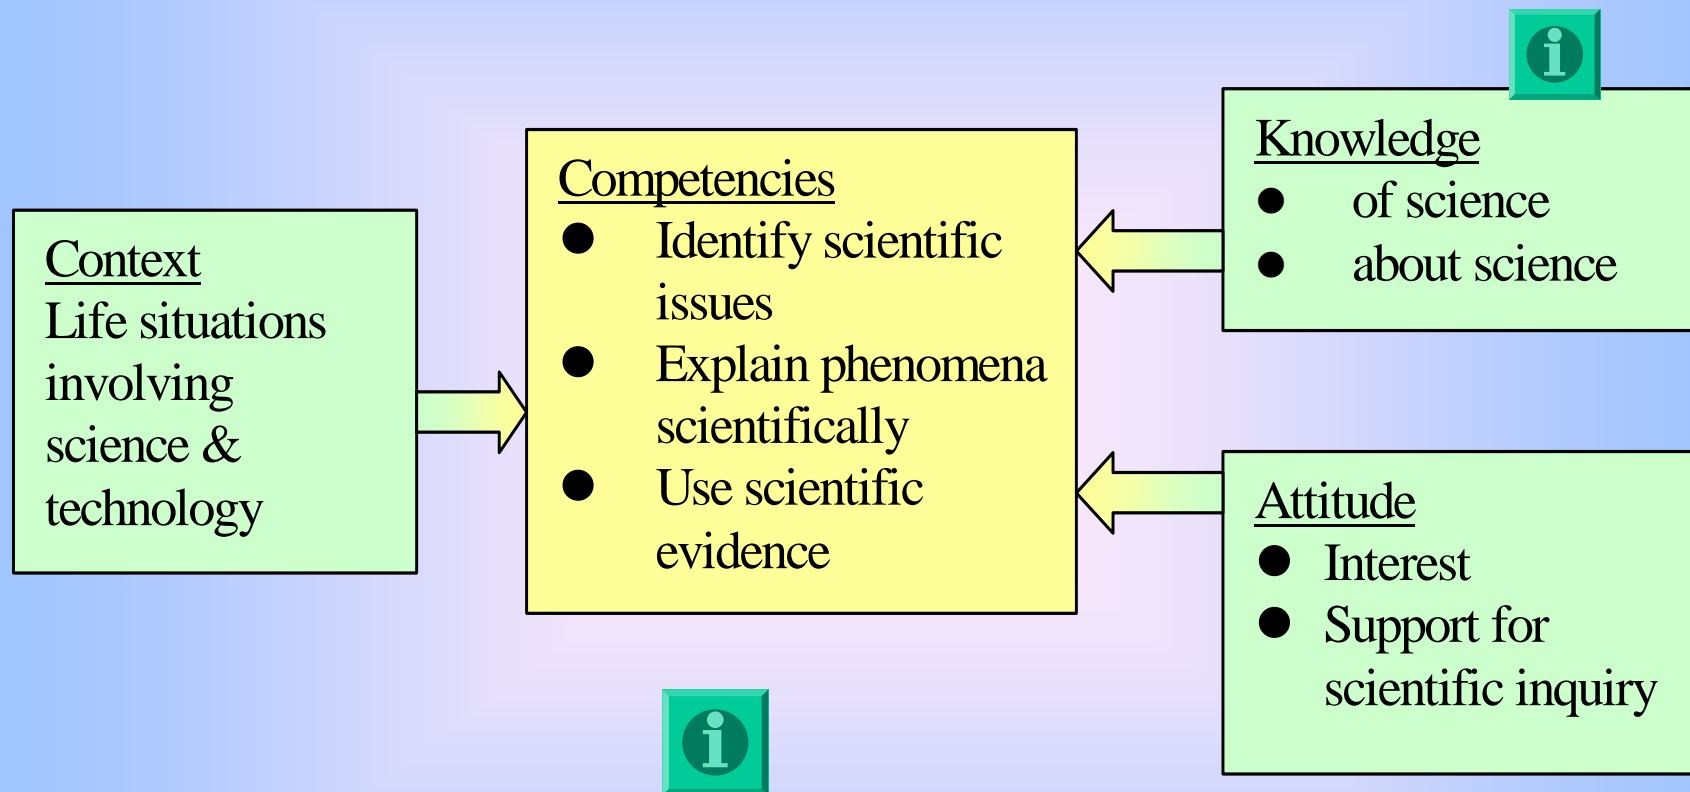 Context
Life situations
involving
science &
technology
Competencies
● Identify scientific
issues
● Explain phenomena
scientifically
● Use scientific
evidence
Knowledge
● of science
● about science
Attitude
● Interest
● Support for
scientific inquiry